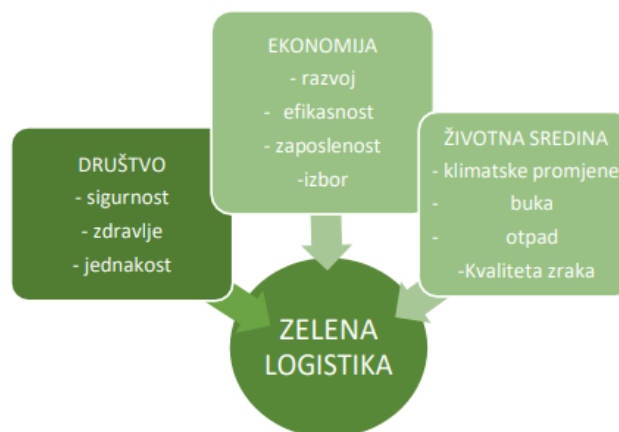 DRUŠTVO
- sigurnost
- zdravlje
- jednakost
EKONOMIJA
- razvoj
- efikasnost
- zaposlenost
-izbor
ŽIVOTNA SREDINA
- klimatske promjene
- buka
- otpad
-Kvaliteta zraka
ZELENA
LOGISTIKA